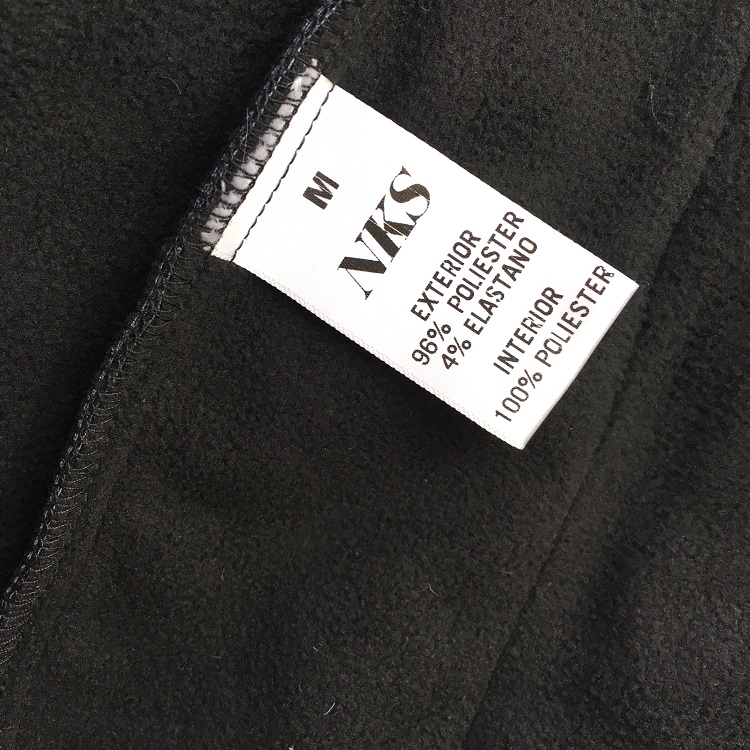 M
NKS
EXTERIOR
96% POLIESTER
4% ELASTANO
INTERIOR
100% POLIESTER